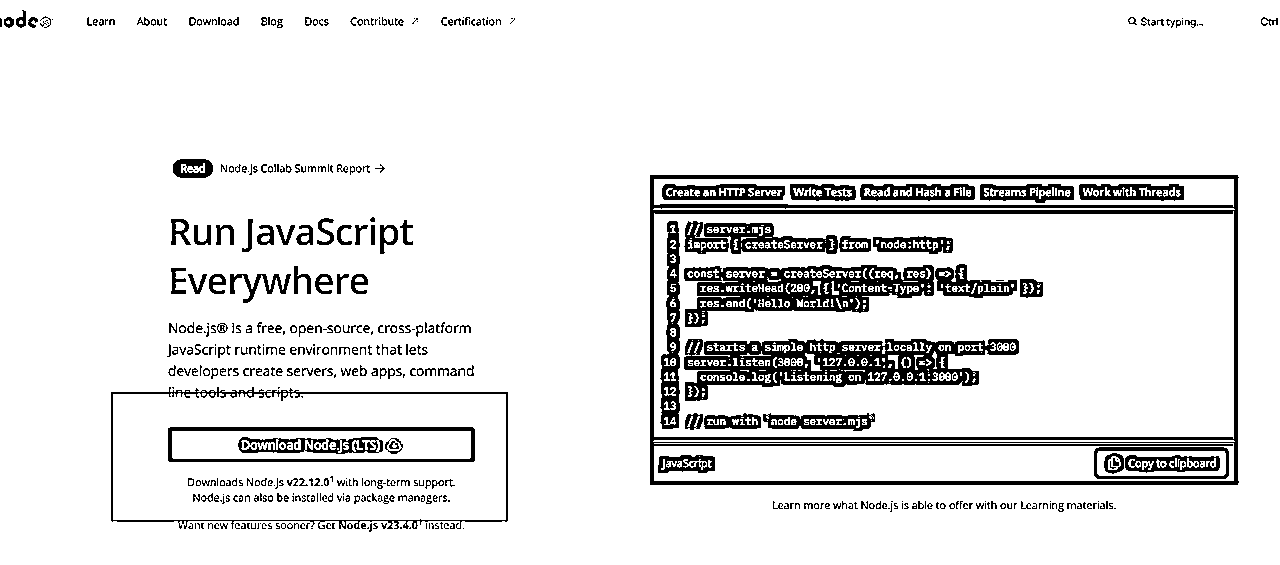 node
Learn About Download Blog Docs Contribute ↗ Certification ↗ Start typing... Ctrl
Read Node.js Collab Summit Report →
Run JavaScript
Everywhere
Node.js® is a free, open-source, cross-platform
JavaScript runtime environment that lets
developers create servers, web apps, command
line tools and scripts.
Download Node.js (LTS)
Downloads Node.js v22.12.0¹ with long-term support.
Node.js can also be installed via package managers.
Want new features sooner? Get Node.js v23.4.0¹ instead.
Create an HTTP Server Write Tests Read and Hash a File Streams Pipeline Work with Threads
1 // server.mjs
2 import { createServer } from 'node:http';
3
4 const server = createServer((req, res) => {
5 res.writeHead(200, { 'Content-Type': 'text/plain' });
6 res.end('Hello World!\n');
7 });
8
9 // starts a simple http server locally on port 3000
10 server.listen(3000, '127.0.0.1', () => {
11 console.log('Listening on 127.0.0.1:3000');
12 });
13
14 // run with `node server.mjs`
JavaScript Copy to clipboard
Learn more what Node.js is able to offer with our Learning materials.